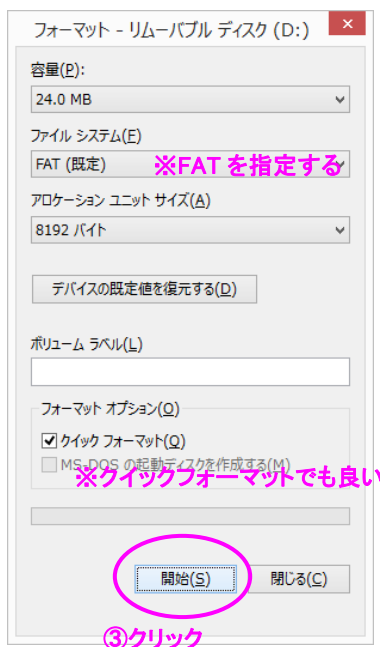 フォーマット - リムーバブル ディスク (D:)
容量(P):
24.0 MB
ファイル システム(F)
FAT (既定) ※FATを指定する
アロケーション ユニット サイズ(A)
8192 バイト
デバイスの既定値を復元する(D)
ボリューム ラベル(L)
フォーマット オプション(O)
クイック フォーマット(Q)
MS-DOS の起動ディスクを作成する(M)
※クイックフォーマットでも良い
開始(S) 閉じる(C)
③クリック